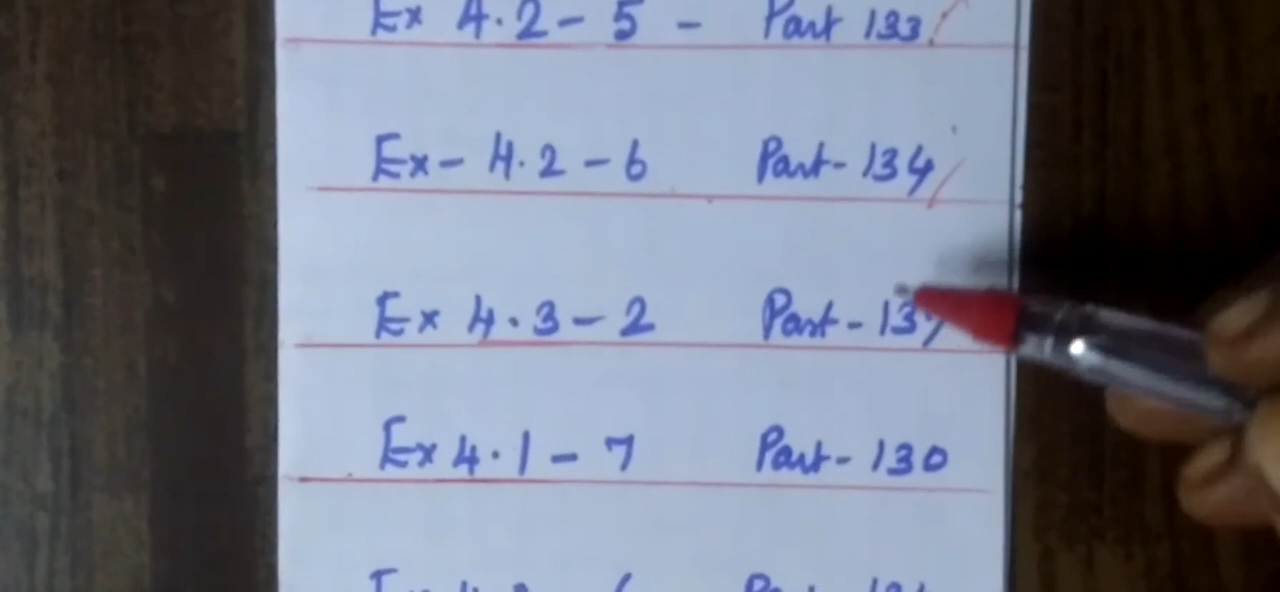 Ex 4.2 - 5 - Part 133
Ex - 4.2 - 6 Part - 134
Ex 4.3 - 2 Part -
Ex 4.1 - 7 Part - 130